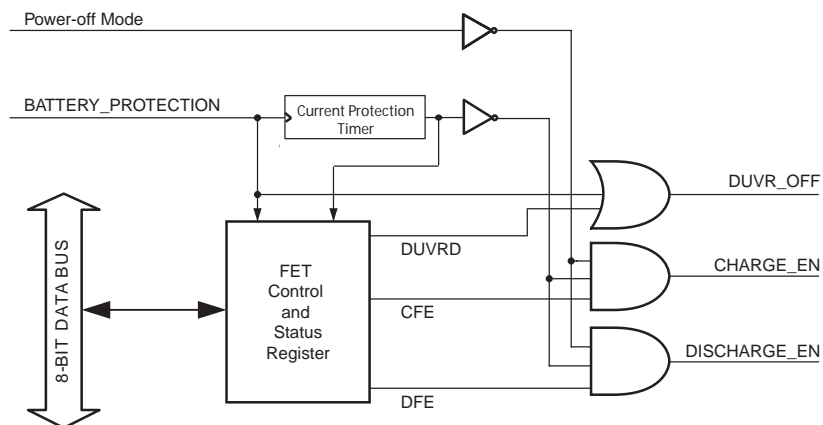 Power-off Mode
BATTERY_PROTECTION
Current Protection
Timer
DUVR_OFF
DUVRD
FET
Control
and
Status
Register
CHARGE_EN
CFE
8-BIT DATA BUS
DISCHARGE_EN
DFE